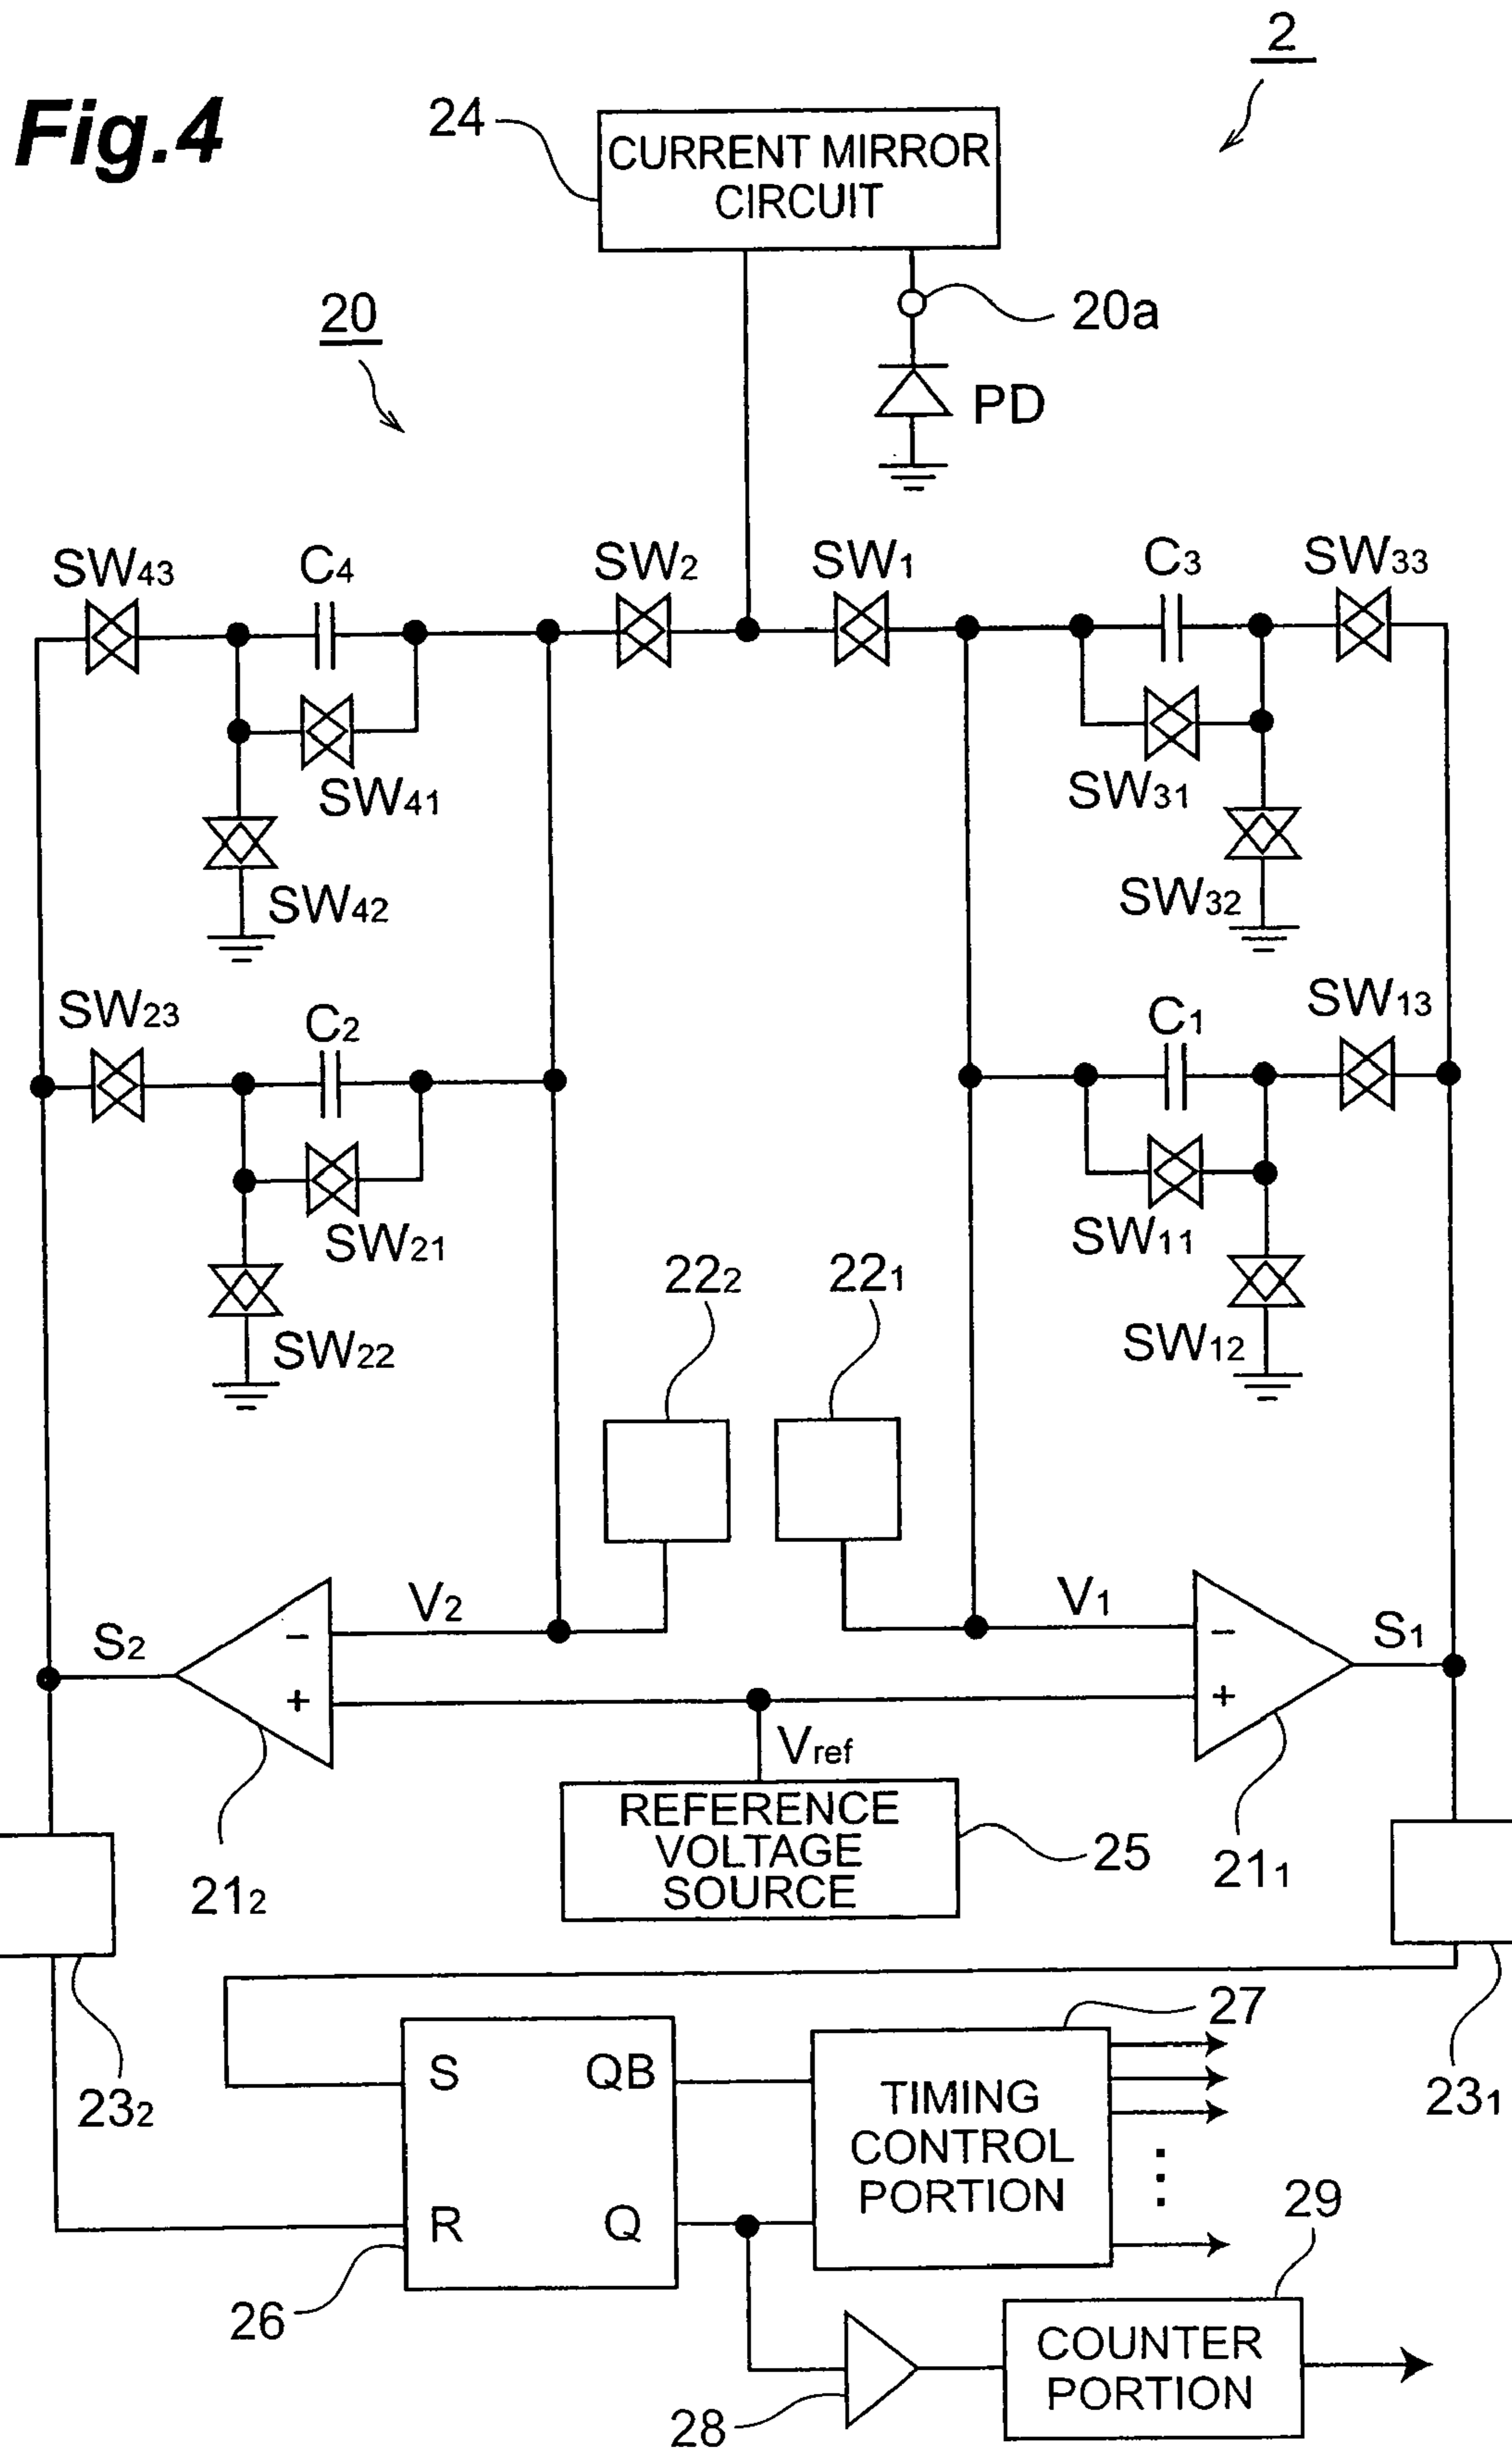 2
Fig.4
24
CURRENT MIRROR
CIRCUIT
20
20a
PD
SW43
C4
SW2
SW1
C3
SW33
SW41
SW31
SW42
SW32
SW23
C2
C1
SW13
SW21
SW11
SW22
222
221
SW12
V2
V1
S2
−
−
S1
+
+
Vref
REFERENCE
VOLTAGE
SOURCE
25
212
211
27
S
QB
TIMING
CONTROL
PORTION
232
231
R
Q
29
26
COUNTER
PORTION
28